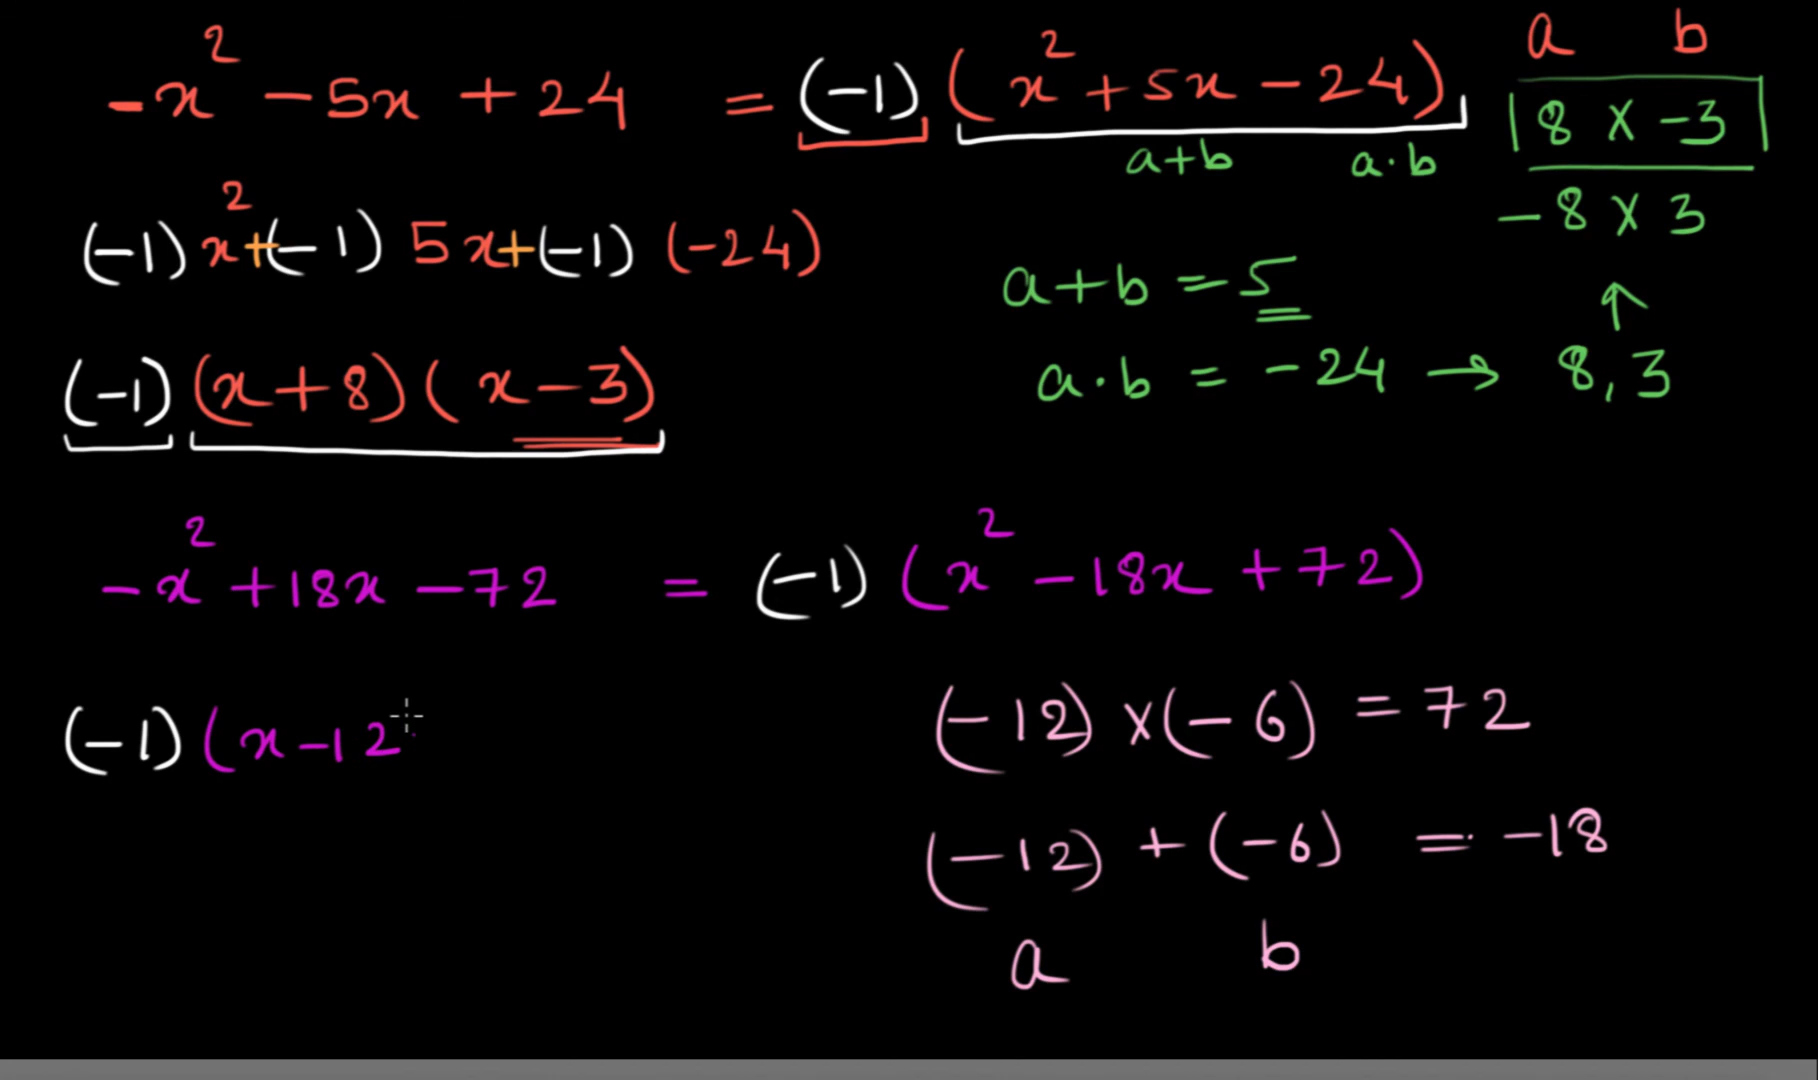 -x² - 5x + 24 = (-1) (x² + 5x - 24)
a b
8 × -3
a+b a·b
-8 × 3
(-1) x² + (-1) 5x + (-1) (-24)
a+b = 5
a·b = -24 → 8, 3
(-1) (x+8) (x-3)
-x² + 18x - 72 = (-1) (x² - 18x + 72)
(-1) (x-12
(-12) × (-6) = 72
(-12) + (-6) = -18
a b